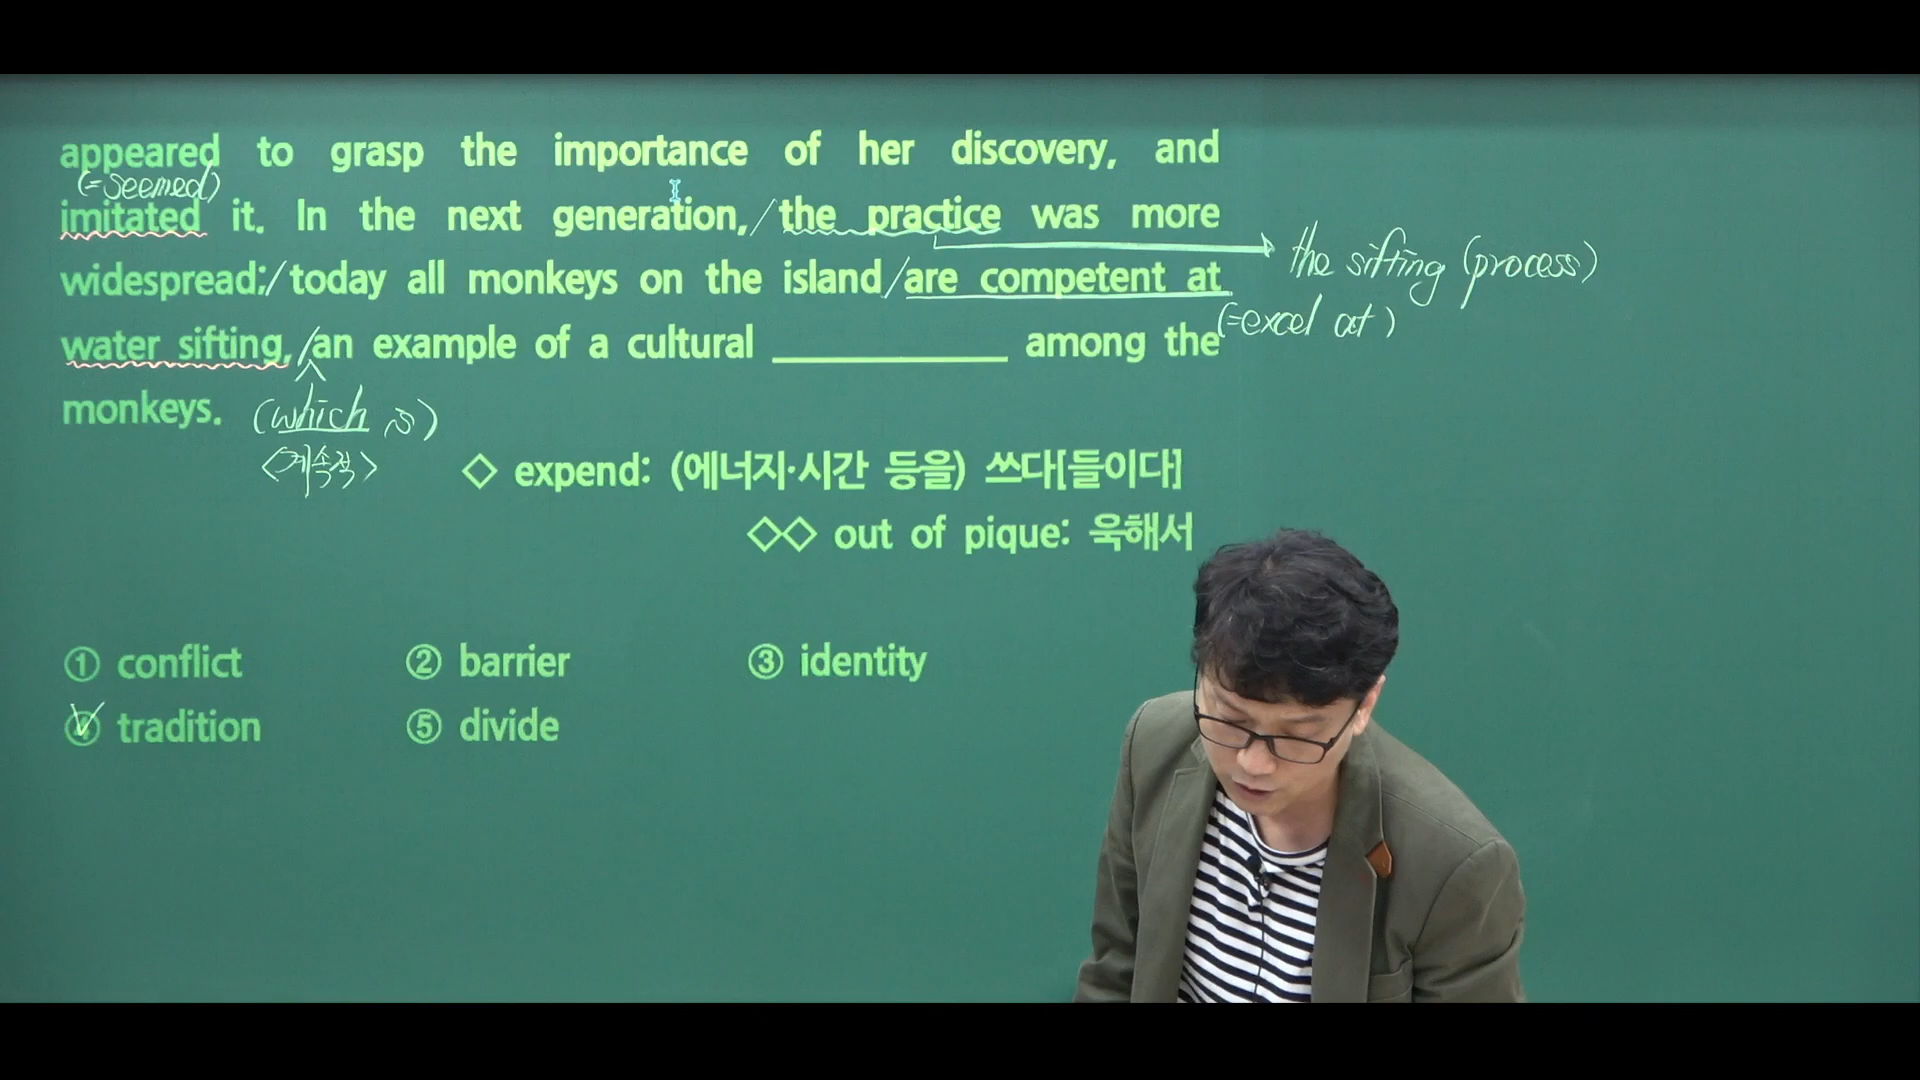 appeared to grasp the importance of her discovery, and
(=seemed)
imitated it. In the next generation, / the practice was more
the sifting (process)
widespread; / today all monkeys on the island / are competent at
(=excel at)
water sifting, / an example of a cultural ____________ among the
monkeys. (which is)
<계속적>
◇ expend: (에너지·시간 등을) 쓰다[들이다]
◇◇ out of pique: 욱해서
① conflict ② barrier ③ identity
④ tradition ⑤ divide